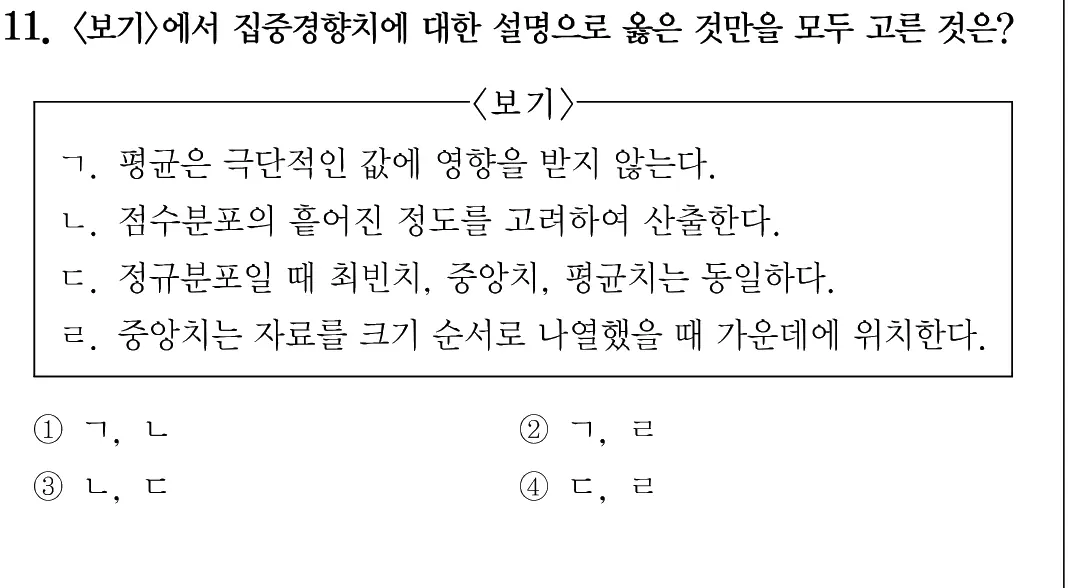 11. 〈보기〉에서 집중경향치에 대한 설명으로 옳은 것만을 모두 고른 것은?
〈보기〉
ㄱ. 평균은 극단적인 값에 영향을 받지 않는다.
ㄴ. 점수분포의 흩어진 정도를 고려하여 산출한다.
ㄷ. 정규분포일 때 최빈치, 중앙치, 평균치는 동일하다.
ㄹ. 중앙치는 자료를 크기 순서로 나열했을 때 가운데에 위치한다.
① ㄱ, ㄴ ② ㄱ, ㄹ
③ ㄴ, ㄷ ④ ㄷ, ㄹ